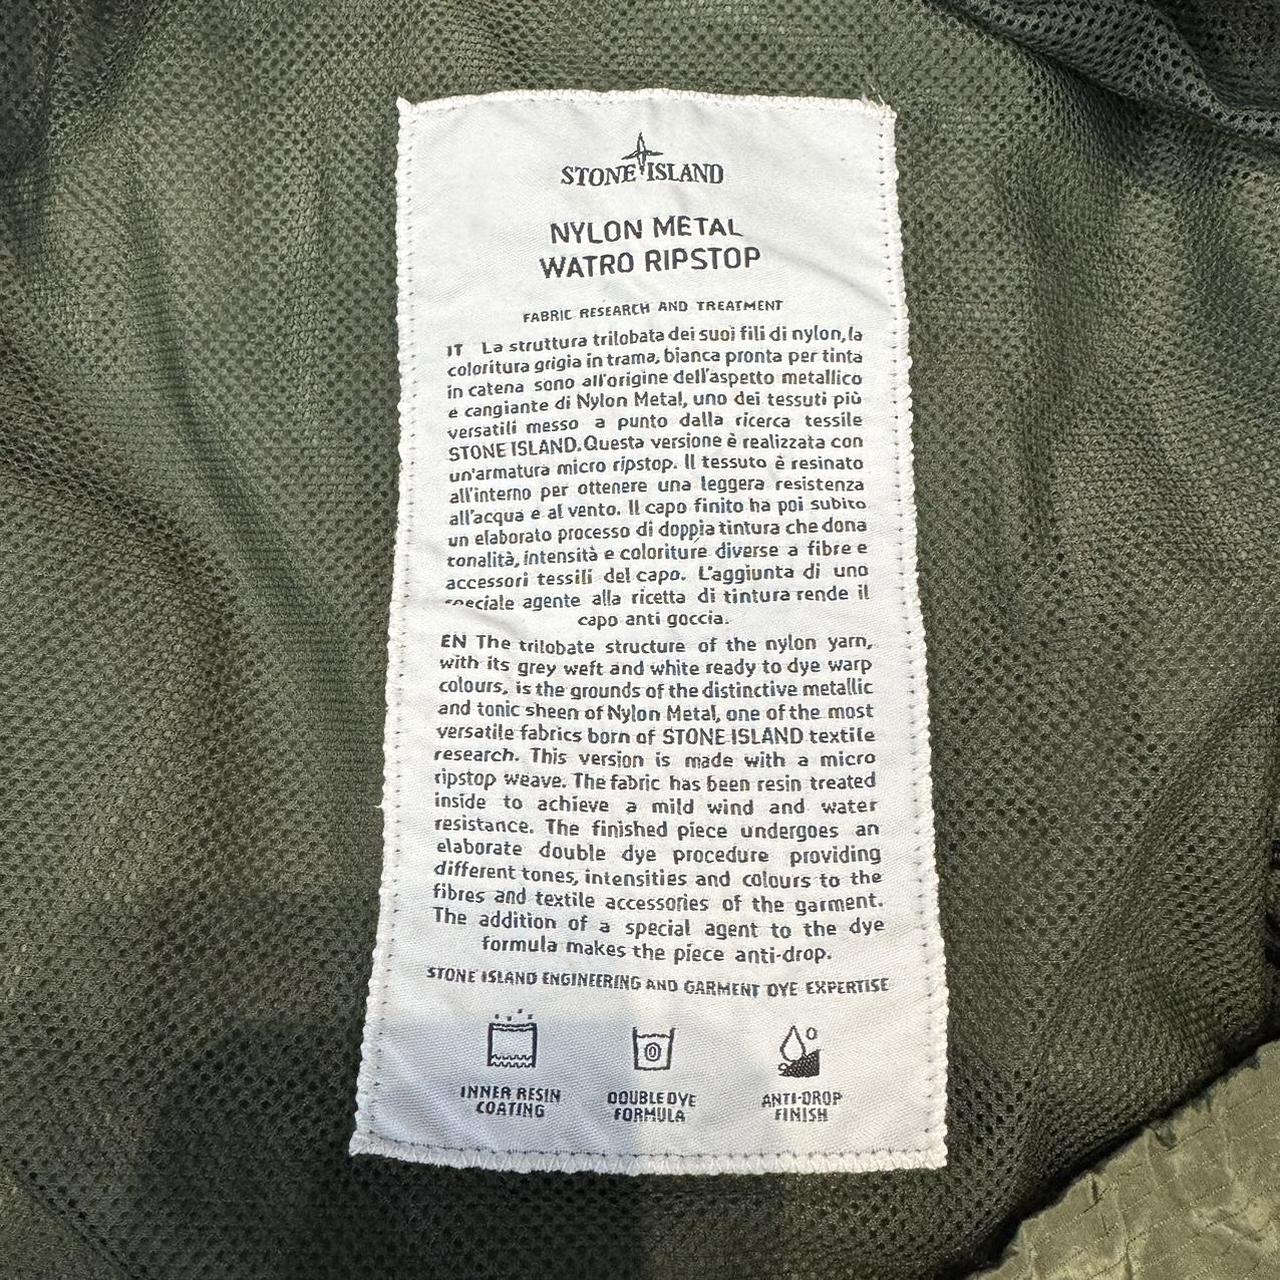 STONE ISLAND
NYLON METAL
WATRO RIPSTOP
FABRIC RESEARCH AND TREATMENT
IT La struttura trilobata dei suoi fili di nylon, la
coloritura grigia in trama, bianca pronta per tinta
in catena sono all'origine dell'aspetto metallico
e cangiante di Nylon Metal, uno dei tessuti più
versatili messo a punto dalla ricerca tessile
STONE ISLAND. Questa versione è realizzata con
un'armatura micro ripstop. Il tessuto è resinato
all'interno per ottenere una leggera resistenza
all'acqua e al vento. Il capo finito ha poi subito
un elaborato processo di doppia tintura che dona
tonalità, intensità e coloriture diverse a fibre e
accessori tessili del capo. L'aggiunta di uno
speciale agente alla ricetta di tintura rende il
capo anti goccia.
EN The trilobate structure of the nylon yarn,
with its grey weft and white ready to dye warp
colours, is the grounds of the distinctive metallic
and tonic sheen of Nylon Metal, one of the most
versatile fabrics born of STONE ISLAND textile
research. This version is made with a micro
ripstop weave. The fabric has been resin treated
inside to achieve a mild wind and water
resistance. The finished piece undergoes an
elaborate double dye procedure providing
different tones, intensities and colours to the
fibres and textile accessories of the garment.
The addition of a special agent to the dye
formula makes the piece anti-drop.
STONE ISLAND ENGINEERING AND GARMENT DYE EXPERTISE
INNER RESIN
COATING
DOUBLE DYE
FORMULA
ANTI-DROP
FINISH